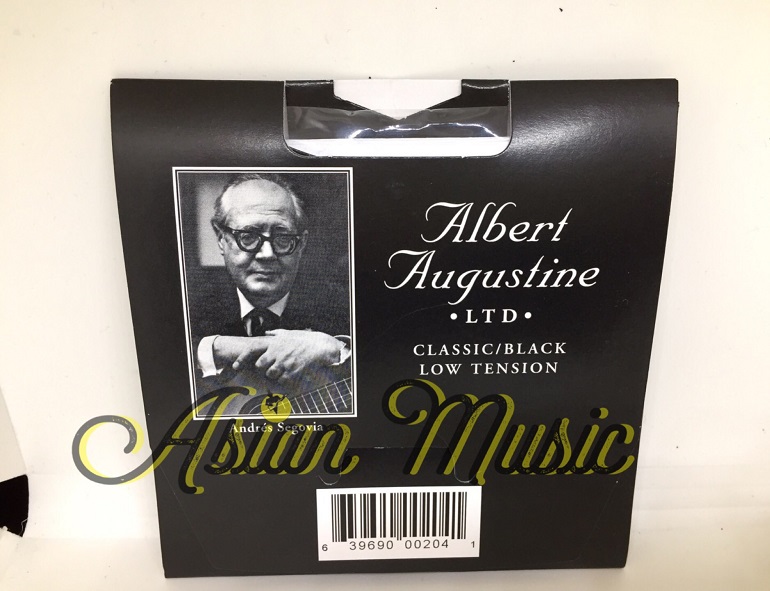 Albert
Augustine
• LTD •
CLASSIC/BLACK
LOW TENSION
Andrés Segovia
Asian Music
6 39690 00204 1